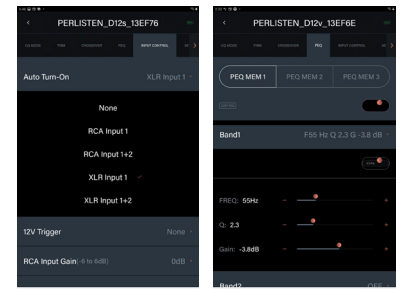 PERLISTEN_D12s_13EF76
EQ MODE TRIM CROSSOVER PEQ INPUT CONTROL
Auto Turn-On XLR Input 1
None
RCA Input 1
RCA Input 1+2
XLR Input 1
XLR Input 1+2
12V Trigger None
RCA Input Gain(-6 to 6dB) 0dB
PERLISTEN_D12v_13EF6E
EQ MODE TRIM CROSSOVER PEQ INPUT CONTROL
PEQ MEM 1 PEQ MEM 2 PEQ MEM 3
Band1 F55 Hz Q 2.3 G -3.8 dB
FREQ: 55Hz - +
Q: 2.3 - +
Gain: -3.8dB - +
Band2 OFF